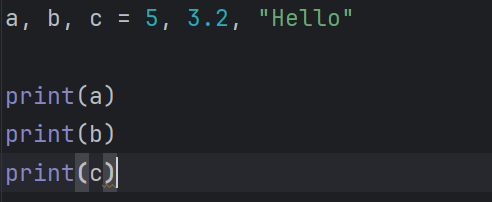 a, b, c = 5, 3.2, "Hello"
print(a)
print(b)
print(c)